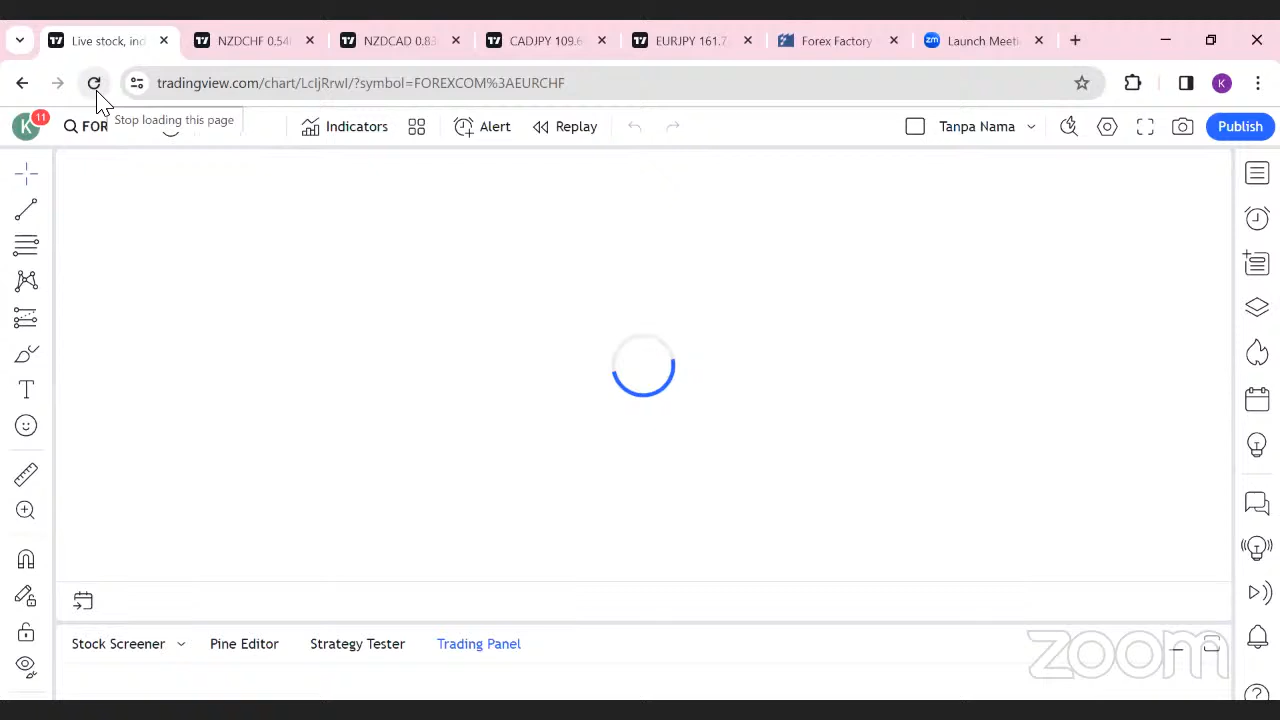 Live stock, ind
NZDCHF 0.54
NZDCAD 0.83
CADJPY 109.6
EURJPY 161.7
Forex Factory
zm
Launch Meeti
tradingview.com/chart/LcIjRrwI/?symbol=FOREXCOM%3AEURCHF
K
K
11
FOR
Stop loading this page
Indicators
Alert
Replay
Tanpa Nama
Publish
Stock Screener
Pine Editor
Strategy Tester
Trading Panel
zoom